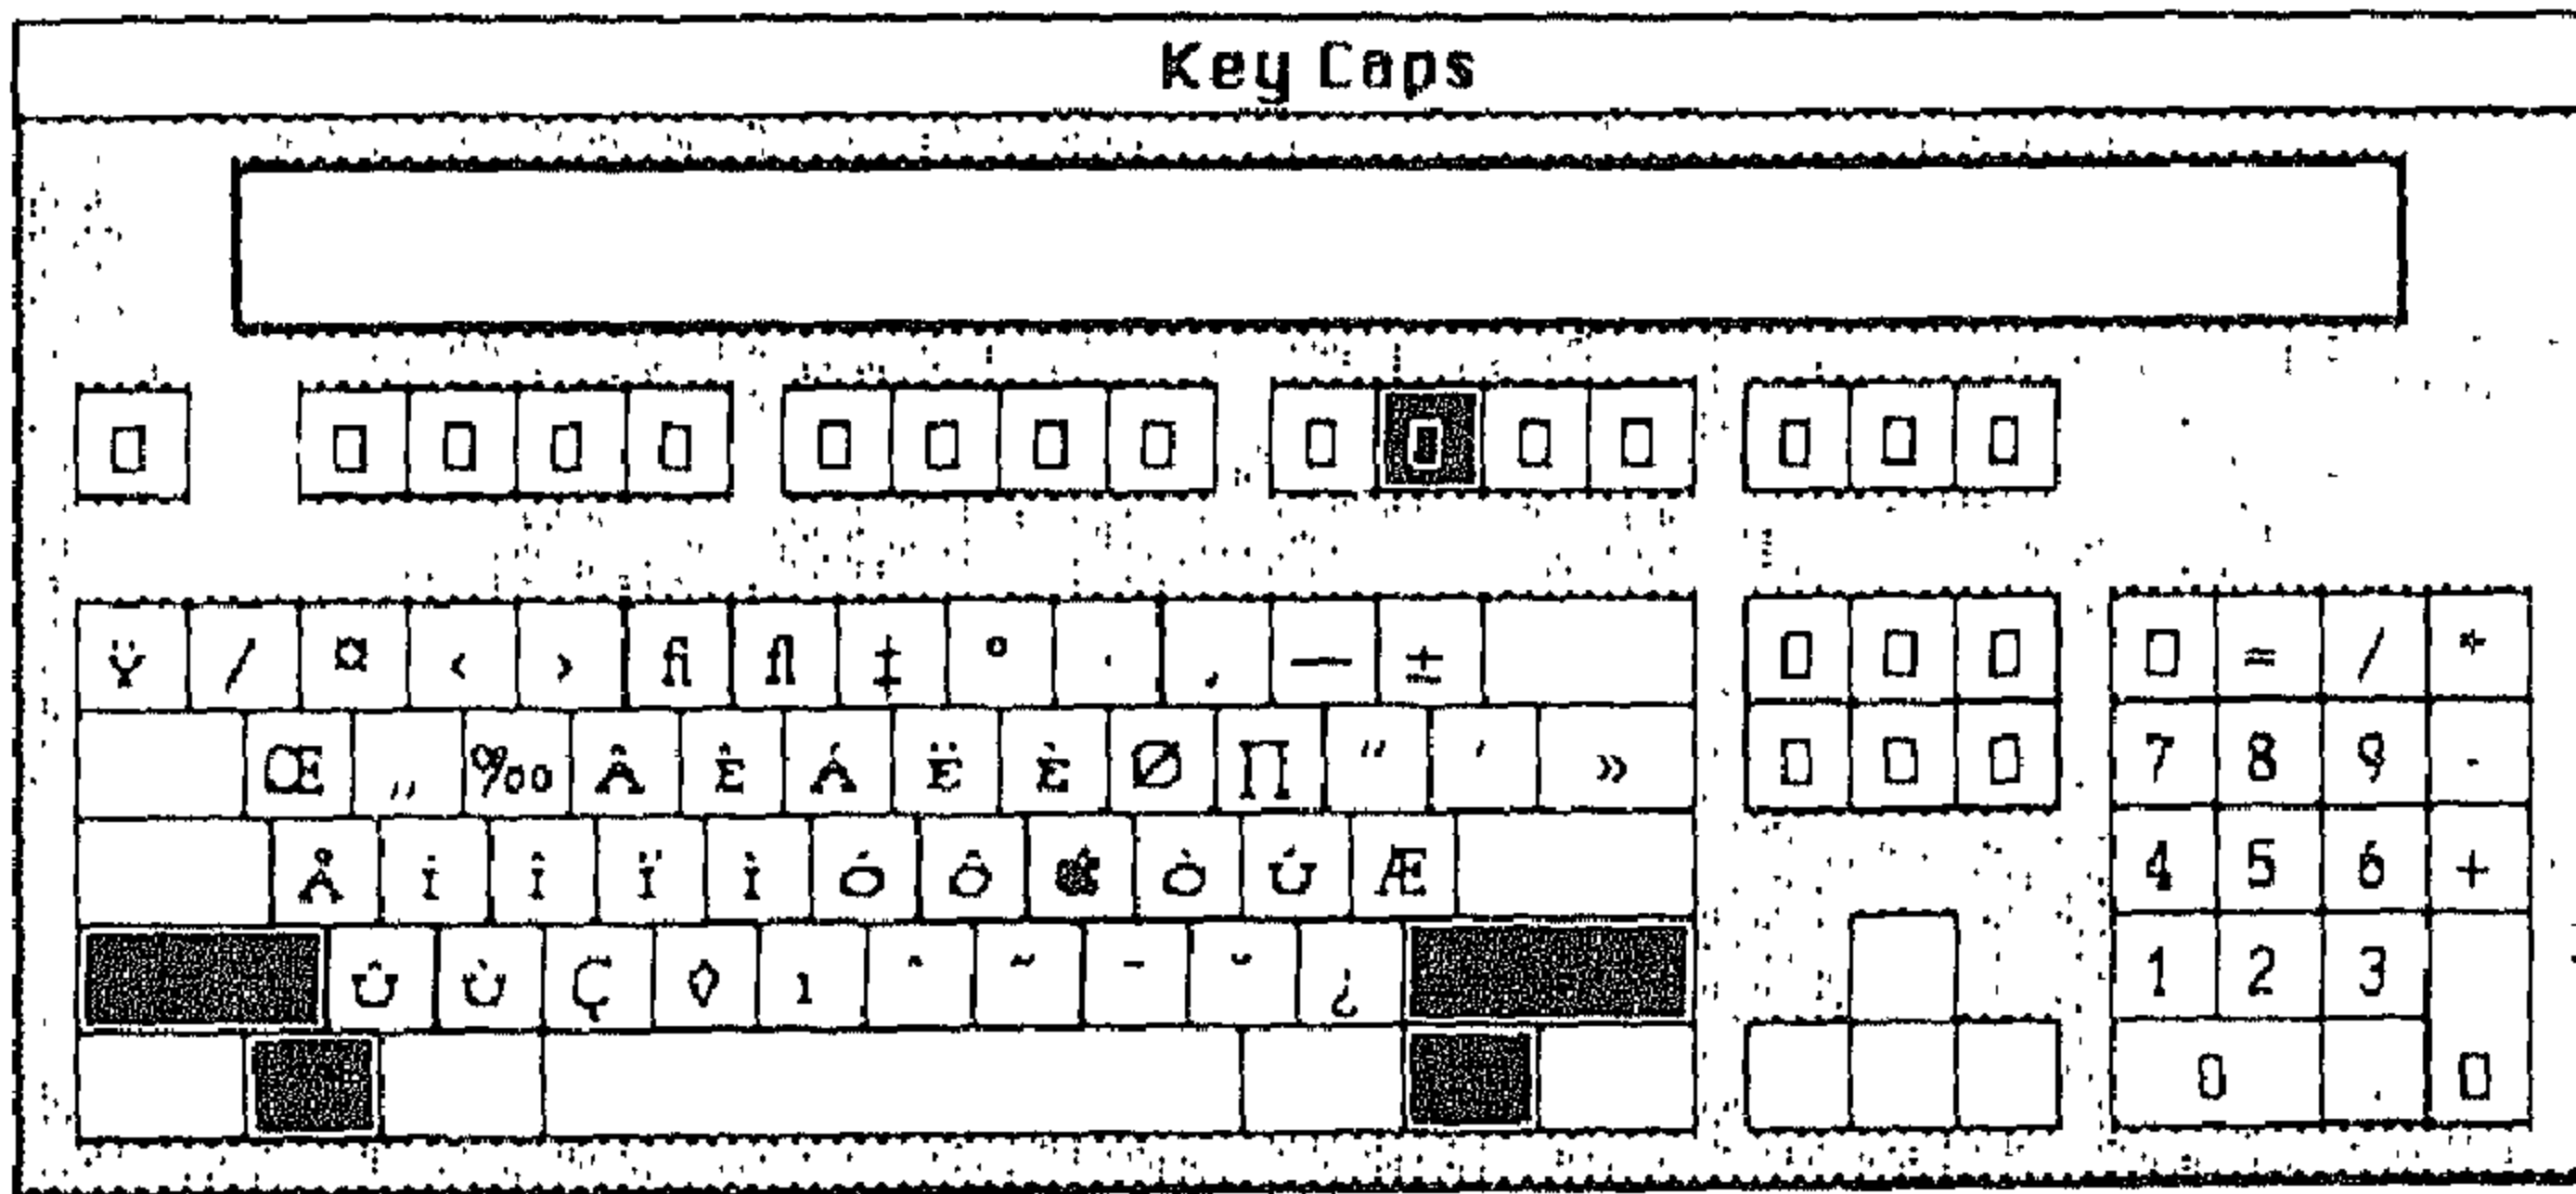 Key Caps
▯ ▯ ▯ ▯ ▯ ▯ ▯ ▯ ▯ ▯ ▯ ▯ ▯ ▯ ▯ ▯
Ÿ / ¤ ‹ › fi fl ‡ ° · ‚ — ± ▯ ▯ ▯ ▯ = / *
Œ „ ‰ Â Ê Á Ë È Ø ∏ " ' » ▯ ▯ ▯ 7 8 9 -
Å Í Î Ï Ì Ó Ô  Ò Ú Æ 4 5 6 +
Û Ù Ç ◊ ı ˆ ˜ ¯ ˘ ¿ 1 2 3
0 . ▯